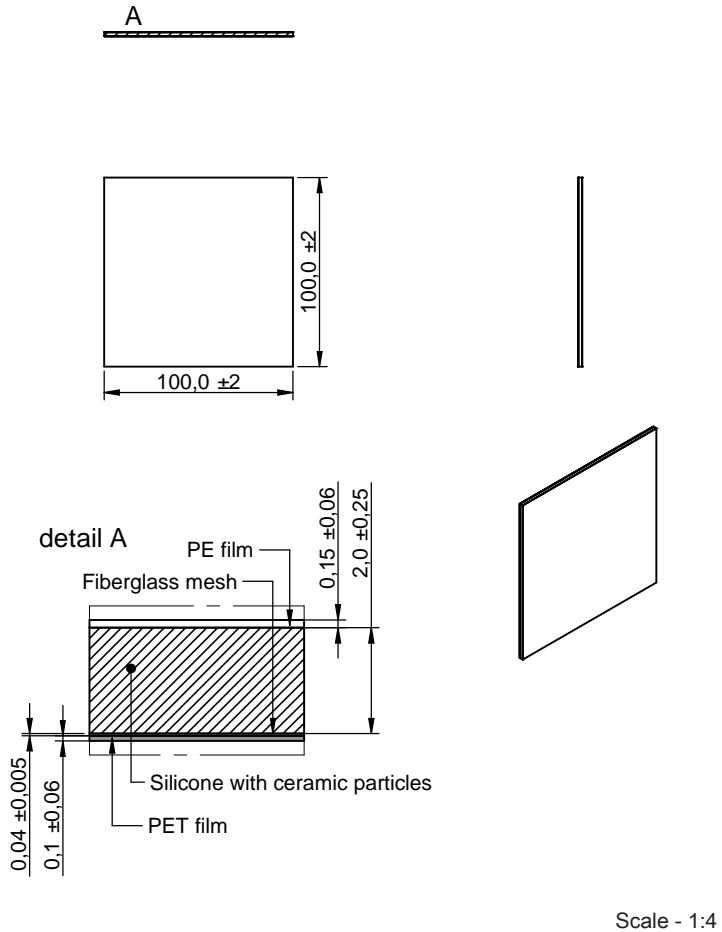 A
100,0 ±2
100,0 ±2
detail A
PE film
Fiberglass mesh
0,15 ±0,06
2,0 ±0,25
0,04 ±0,005
0,1 ±0,06
Silicone with ceramic particles
PET film
Scale - 1:4